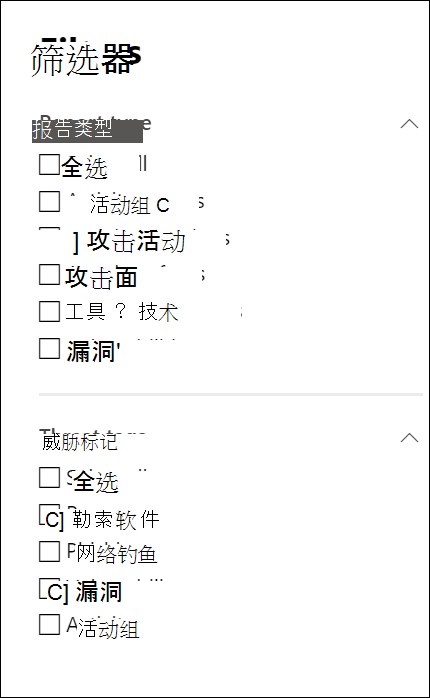 筛选器
报告类型
全选
活动组 C
] 攻击活动
攻击面
工具 ? 技术
漏洞'
威胁标记
全选
C] 勒索软件
网络钓鱼
C] 漏洞
活动组